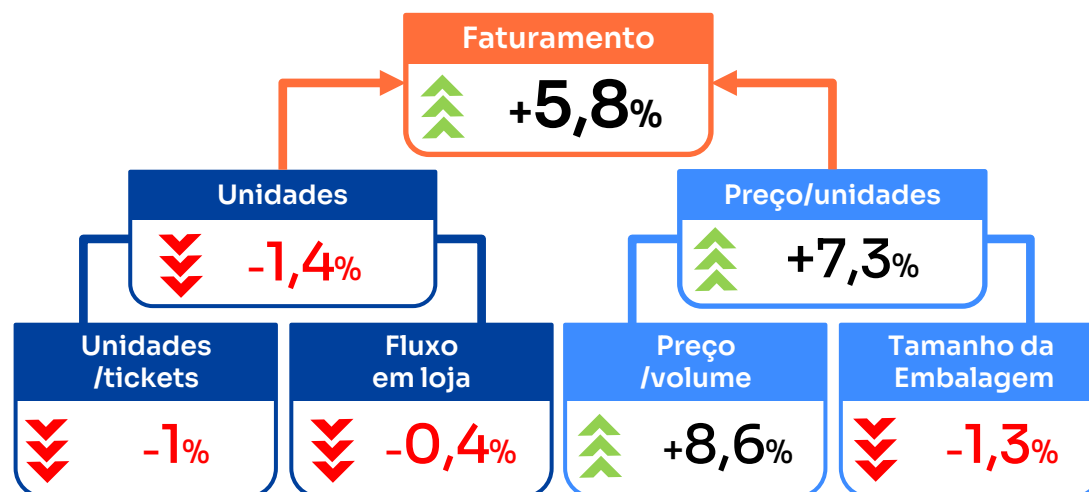 Faturamento
+5,8%
Unidades
-1,4%
Preço/unidades
+7,3%
Unidades
/tickets
-1%
Fluxo
em loja
-0,4%
Preço
/volume
+8,6%
Tamanho da
Embalagem
-1,3%